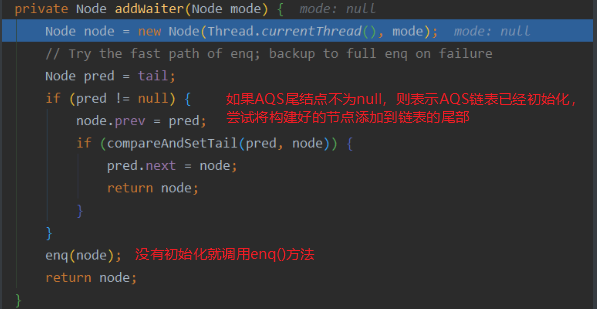 private Node addWaiter(Node mode) {  mode: null
Node node = new Node(Thread.currentThread(), mode);  mode: null
// Try the fast path of enq; backup to full enq on failure
Node pred = tail;
if (pred != null) {  如果AQS尾结点不为null，则表示AQS链表已经初始化，
node.prev = pred;  尝试将构建好的节点添加到链表的尾部
if (compareAndSetTail(pred, node)) {
pred.next = node;
return node;
}
}
enq(node);  没有初始化就调用enq()方法
return node;
}